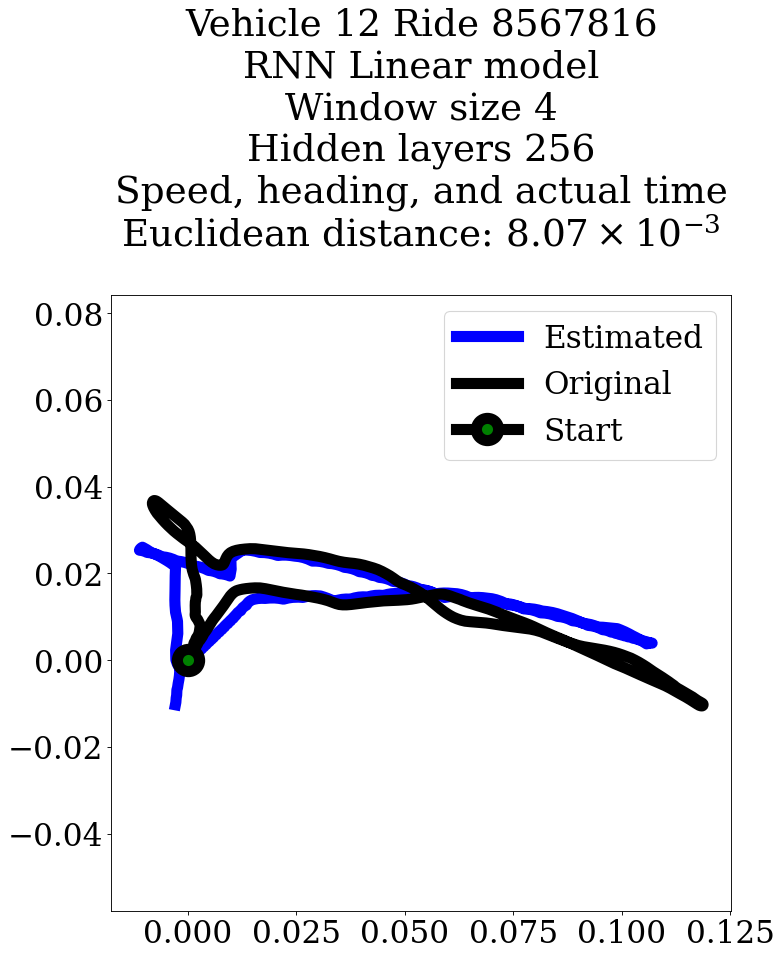 Vehicle 12 Ride 8567816
RNN Linear model
Window size 4
Hidden layers 256
Speed, heading, and actual time
Euclidean distance: 8.07 × 10⁻³
Estimated
Original
Start
0.08
0.06
0.04
0.02
0.00
−0.02
−0.04
0.000 0.025 0.050 0.075 0.100 0.125